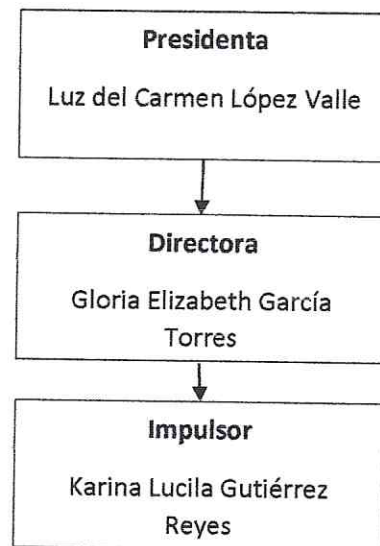 Presidenta
Luz del Carmen López Valle
Directora
Gloria Elizabeth García
Torres
Impulsor
Karina Lucila Gutiérrez
Reyes